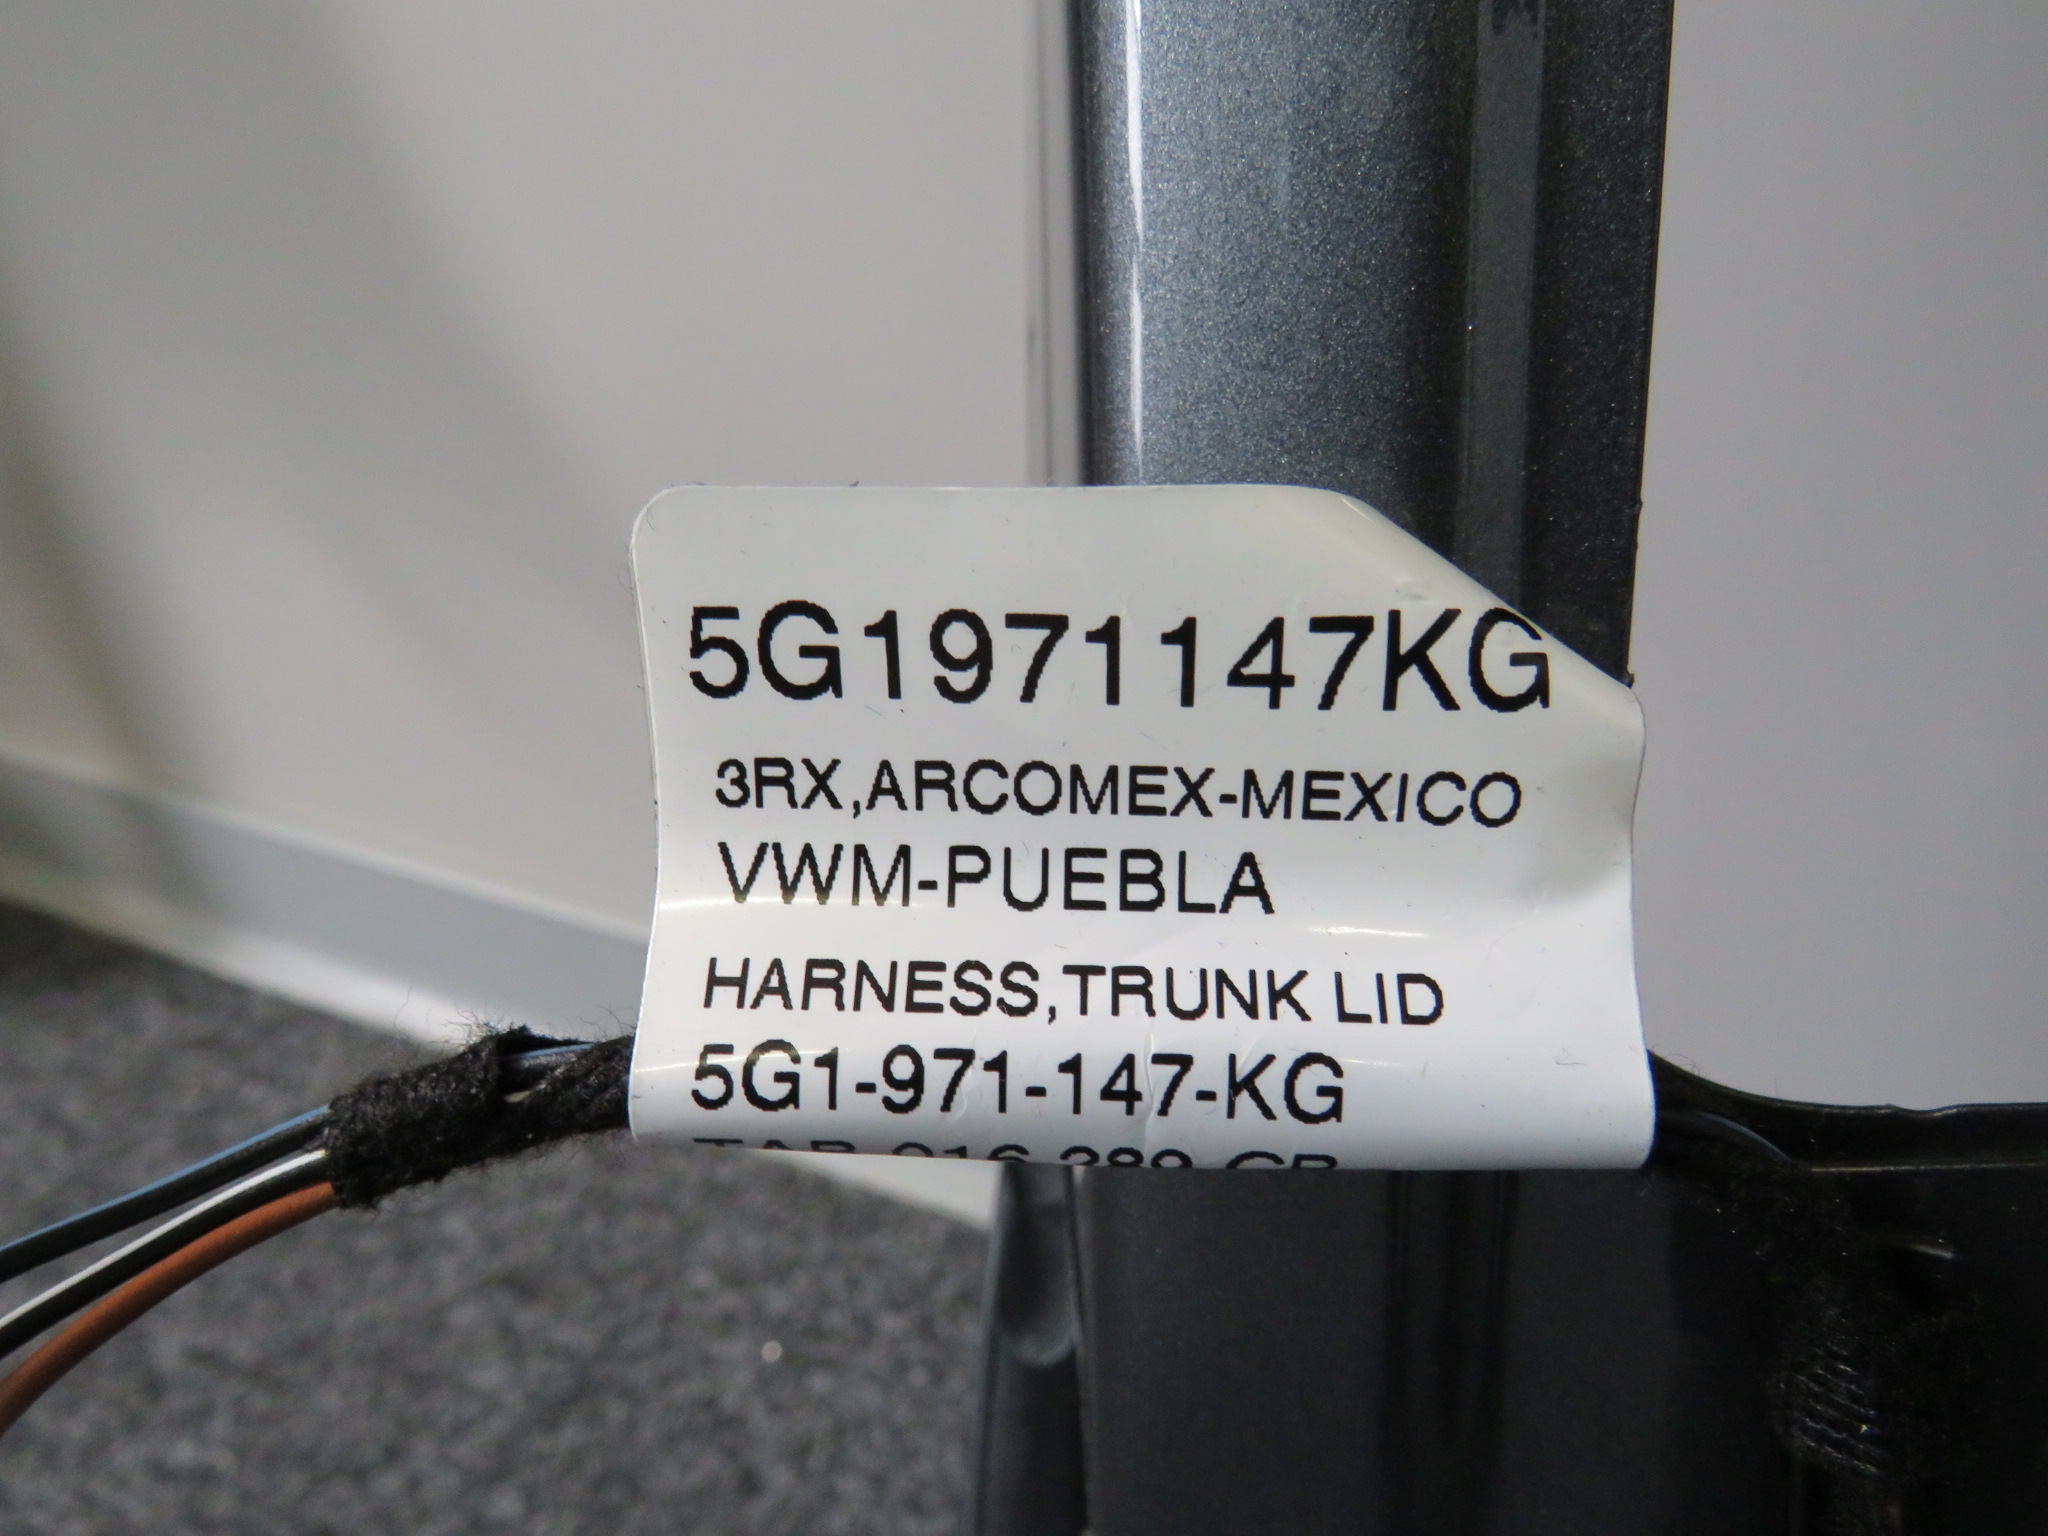 5G1971147KG
3RX,ARCOMEX-MEXICO
VWM-PUEBLA
HARNESS,TRUNK LID
5G1-971-147-KG